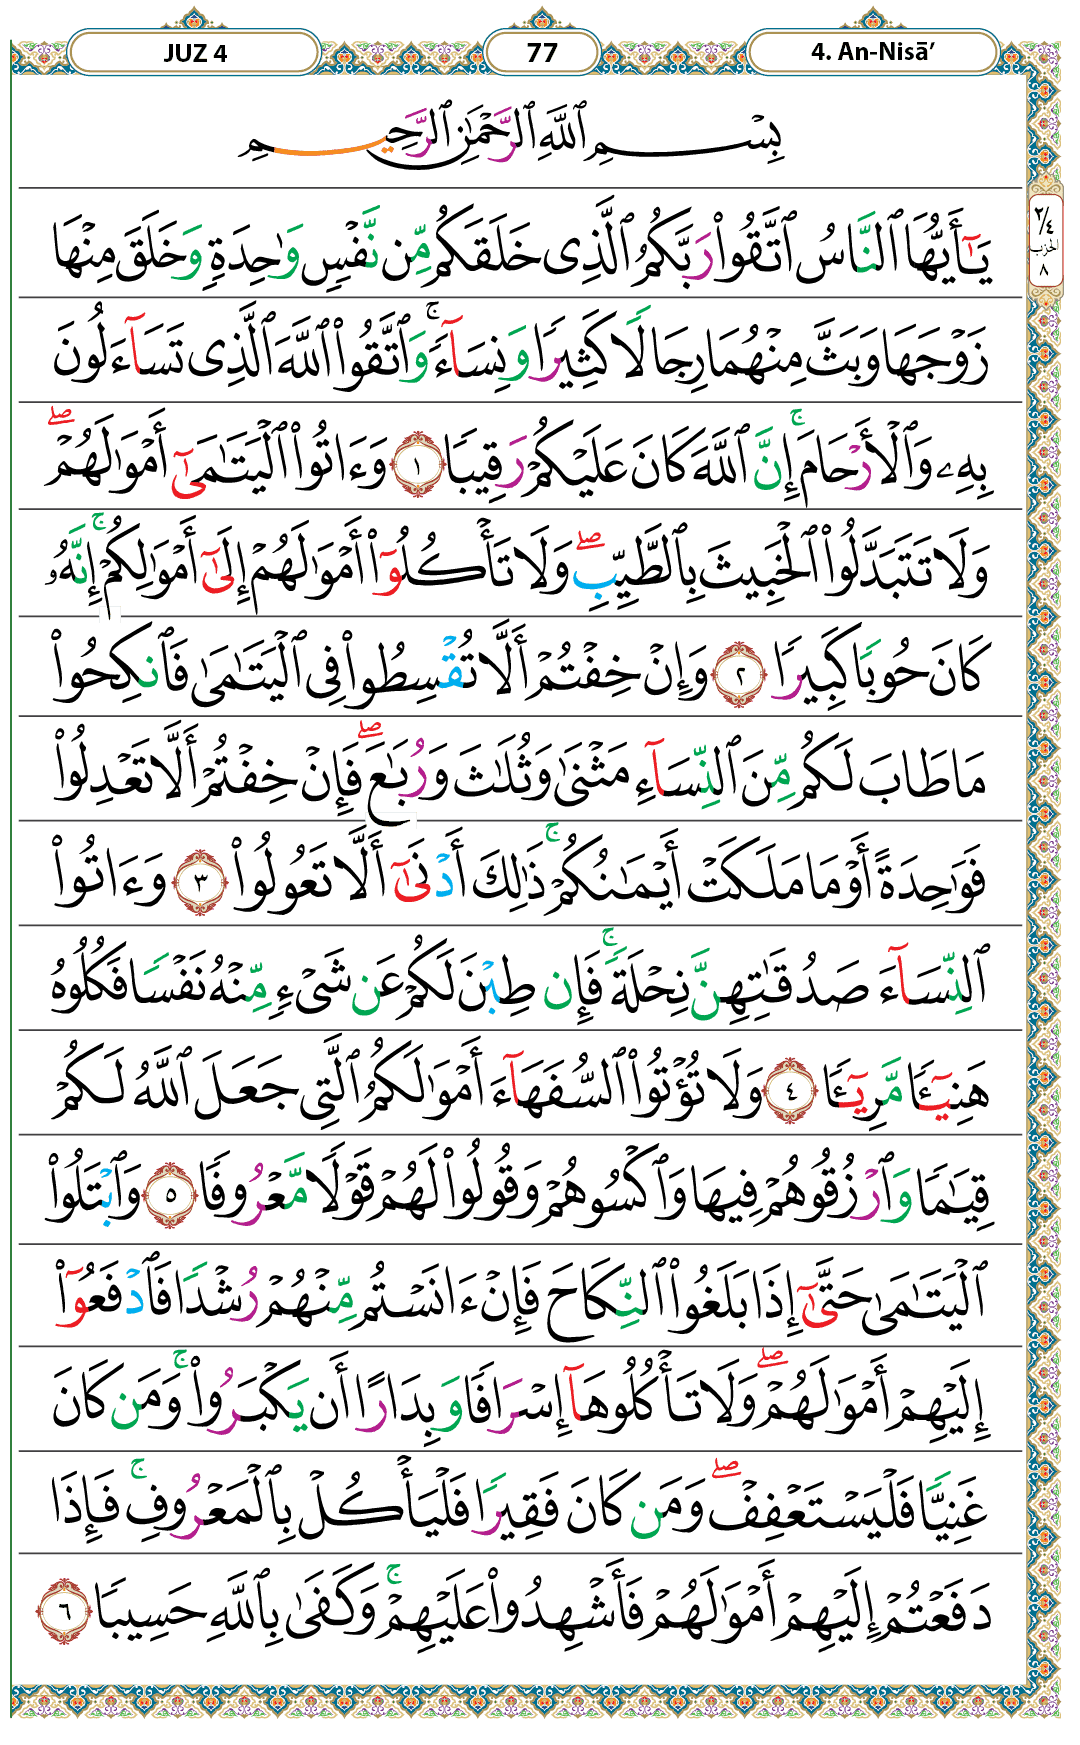 JUZ 4 77 4. An-Nisā’
بِسْمِ ٱللَّهِ ٱلرَّحْمَٰنِ ٱلرَّحِيمِ
يَـٰٓأَيُّهَا ٱلنَّاسُ ٱتَّقُوا۟ رَبَّكُمُ ٱلَّذِى خَلَقَكُم مِّن نَّفْسٍ وَٰحِدَةٍ وَخَلَقَ مِنْهَا
٢/٤
الحزب
٨
زَوْجَهَا وَبَثَّ مِنْهُمَا رِجَالًا كَثِيرًا وَنِسَآءً ۚ وَٱتَّقُوا۟ ٱللَّهَ ٱلَّذِى تَسَآءَلُونَ
بِهِۦ وَٱلْأَرْحَامَ ۚ إِنَّ ٱللَّهَ كَانَ عَلَيْكُمْ رَقِيبًا ١ وَءَاتُوا۟ ٱلْيَتَـٰمَىٰٓ أَمْوَٰلَهُمْ ۖ
وَلَا تَتَبَدَّلُوا۟ ٱلْخَبِيثَ بِٱلطَّيِّبِ ۖ وَلَا تَأْكُلُوٓا۟ أَمْوَٰلَهُمْ إِلَىٰٓ أَمْوَٰلِكُمْ ۚ إِنَّهُۥ
كَانَ حُوبًا كَبِيرًا ٢ وَإِنْ خِفْتُمْ أَلَّا تُقْسِطُوا۟ فِى ٱلْيَتَـٰمَىٰ فَٱنكِحُوا۟
مَا طَابَ لَكُم مِّنَ ٱلنِّسَآءِ مَثْنَىٰ وَثُلَـٰثَ وَرُبَـٰعَ ۖ فَإِنْ خِفْتُمْ أَلَّا تَعْدِلُوا۟
فَوَٰحِدَةً أَوْ مَا مَلَكَتْ أَيْمَـٰنُكُمْ ۚ ذَٰلِكَ أَدْنَىٰٓ أَلَّا تَعُولُوا۟ ٣ وَءَاتُوا۟
ٱلنِّسَآءَ صَدُقَـٰتِهِنَّ نِحْلَةً ۚ فَإِن طِبْنَ لَكُمْ عَن شَىْءٍ مِّنْهُ نَفْسًا فَكُلُوهُ
هَنِيٓـًٔا مَّرِيٓـًٔا ٤ وَلَا تُؤْتُوا۟ ٱلسُّفَهَآءَ أَمْوَٰلَكُمُ ٱلَّتِى جَعَلَ ٱللَّهُ لَكُمْ
قِيَـٰمًا وَٱرْزُقُوهُمْ فِيهَا وَٱكْسُوهُمْ وَقُولُوا۟ لَهُمْ قَوْلًا مَّعْرُوفًا ٥ وَٱبْتَلُوا۟
ٱلْيَتَـٰمَىٰ حَتَّىٰٓ إِذَا بَلَغُوا۟ ٱلنِّكَاحَ فَإِنْ ءَانَسْتُم مِّنْهُمْ رُشْدًا فَٱدْفَعُوٓا۟
إِلَيْهِمْ أَمْوَٰلَهُمْ ۖ وَلَا تَأْكُلُوهَآ إِسْرَافًا وَبِدَارًا أَن يَكْبَرُوا۟ ۚ وَمَن كَانَ
غَنِيًّا فَلْيَسْتَعْفِفْ ۖ وَمَن كَانَ فَقِيرًا فَلْيَأْكُلْ بِٱلْمَعْرُوفِ ۚ فَإِذَا
دَفَعْتُمْ إِلَيْهِمْ أَمْوَٰلَهُمْ فَأَشْهِدُوا۟ عَلَيْهِمْ ۚ وَكَفَىٰ بِٱللَّهِ حَسِيبًا ٦